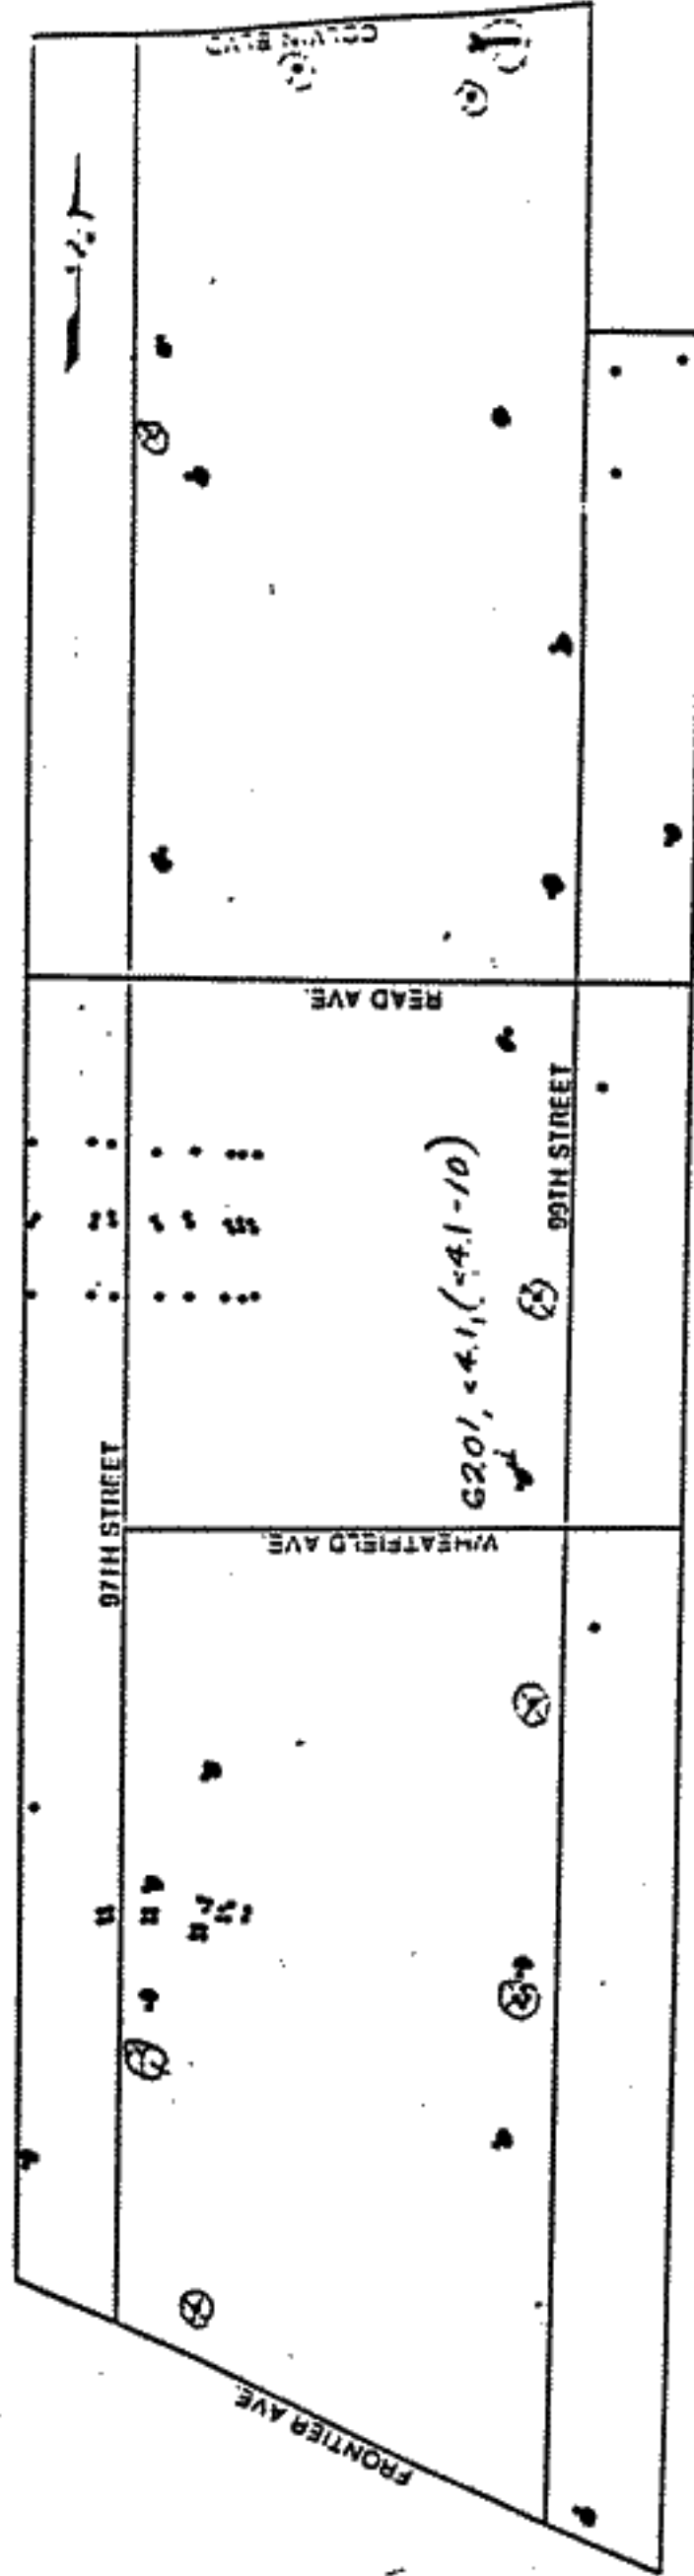 COLVIN BLVD
READ AVE.
99TH STREET
G201, <4.1, (<4.1-10)
97TH STREET
WHEATFIELD AVE.
FRONTIER AVE.